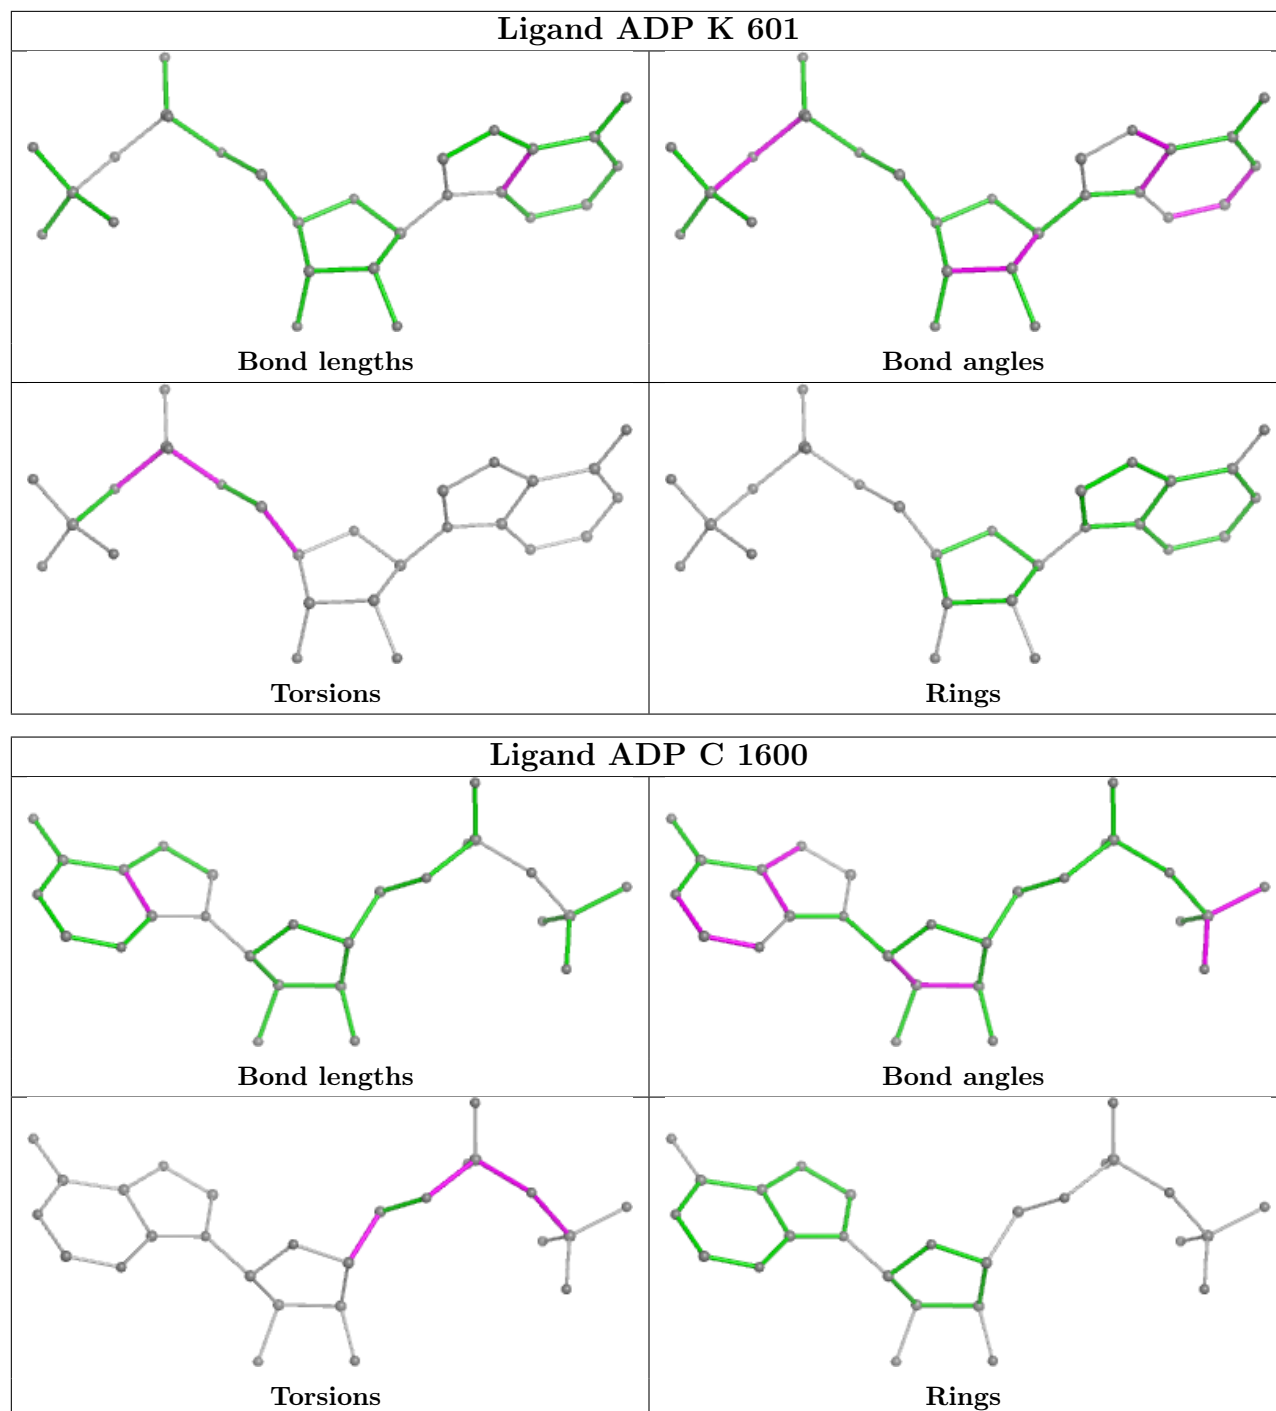 Ligand ADP K 601
Bond lengths
Bond angles
Torsions
Rings
Ligand ADP C 1600
Bond lengths
Bond angles
Torsions
Rings